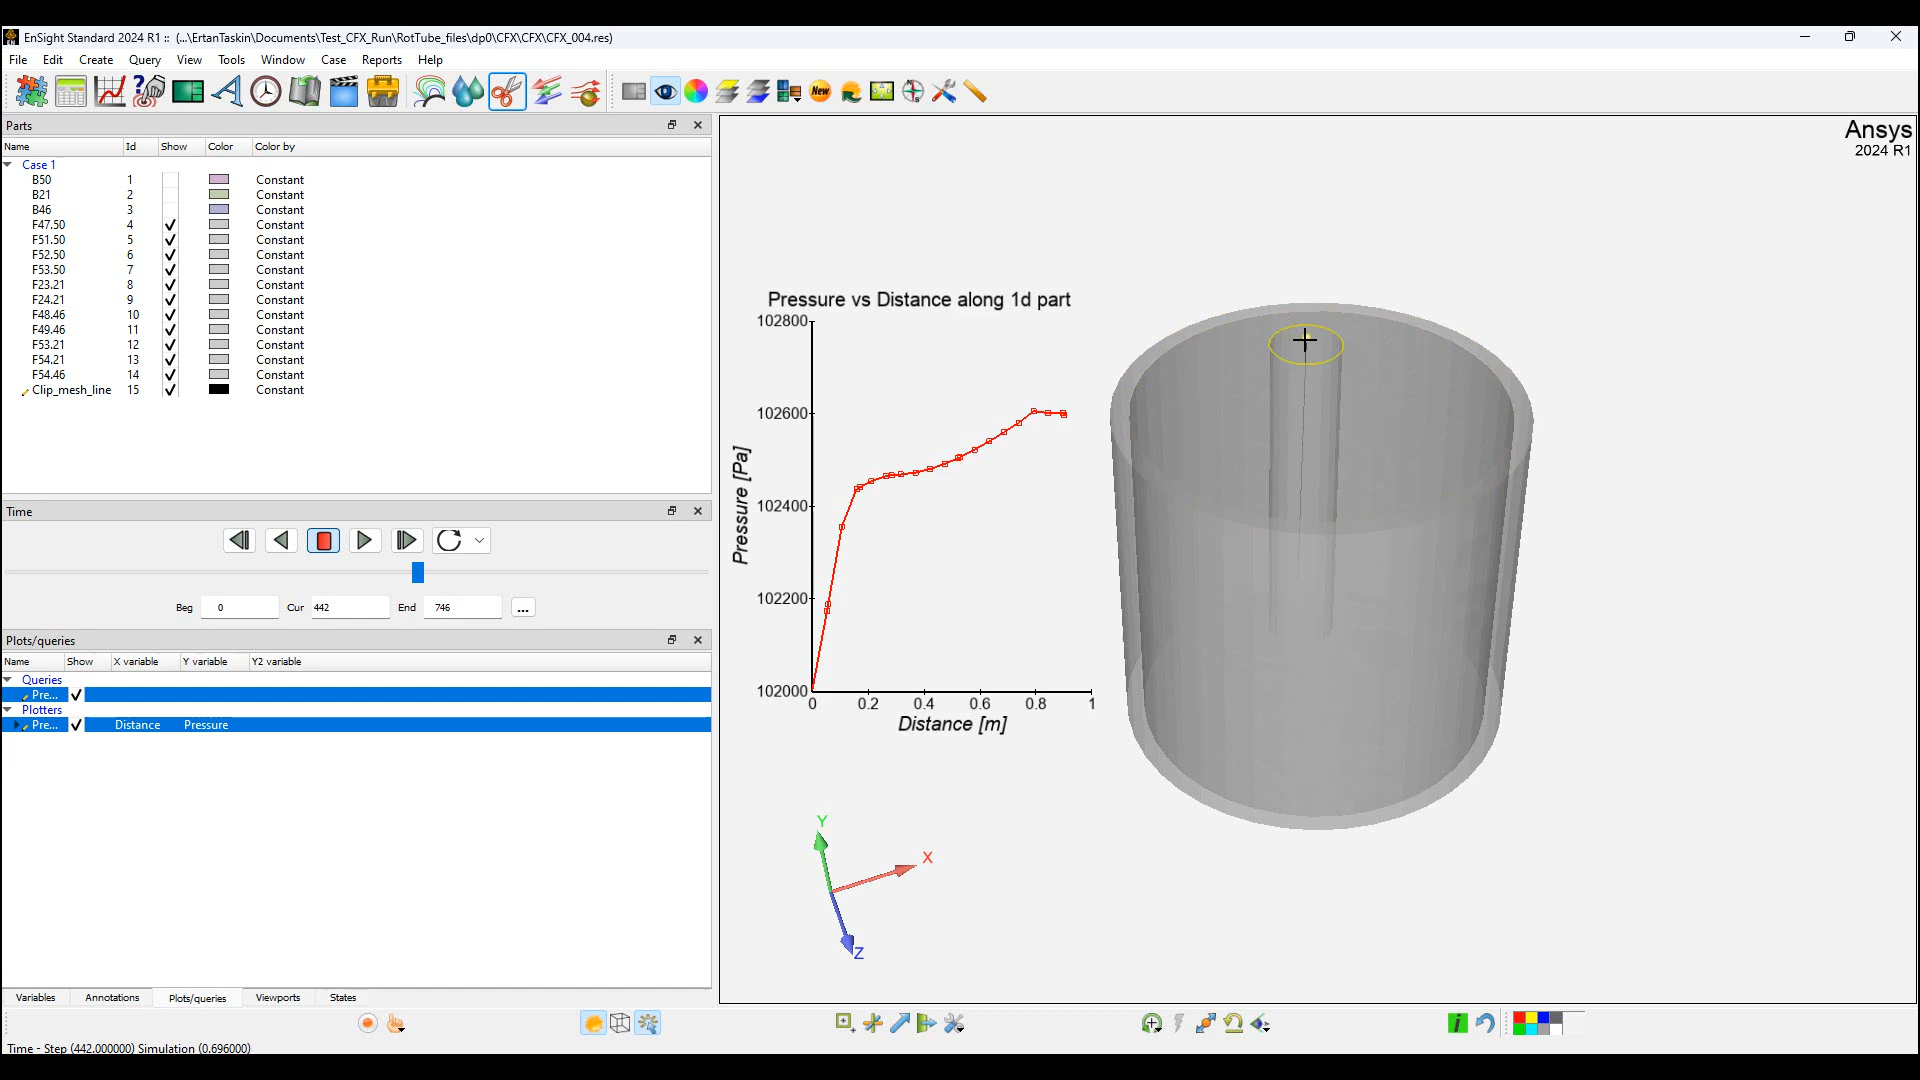 EnSight Standard 2024 R1 :: (...\ErtanTaskin\Documents\Test_CFX_Run\RotTube_files\dp0\CFX\CFX\CFX_004.res)
File Edit Create Query View Tools Window Case Reports Help
New
Parts
Name Id Show Color Color by
Case 1
B50 1 Constant
B21 2 Constant
B46 3 Constant
F47.50 4 Constant
F51.50 5 Constant
F52.50 6 Constant
F53.50 7 Constant
F23.21 8 Constant
F24.21 9 Constant
F48.46 10 Constant
F49.46 11 Constant
F53.21 12 Constant
F54.21 13 Constant
F54.46 14 Constant
Clip_mesh_line 15 Constant
Time
Beg 0 Cur 442 End 746 ...
Plots/queries
Name Show X variable Y variable Y2 variable
Queries
Pre...
Plotters
Pre... Distance Pressure
Variables Annotations Plots/queries Viewports States
Time - Step (442.000000) Simulation (0.696000)
Ansys
2024 R1
Pressure vs Distance along 1d part
102800
102600
102400
102200
102000
Pressure [Pa]
0 0.2 0.4 0.6 0.8 1
Distance [m]
Y
X
Z